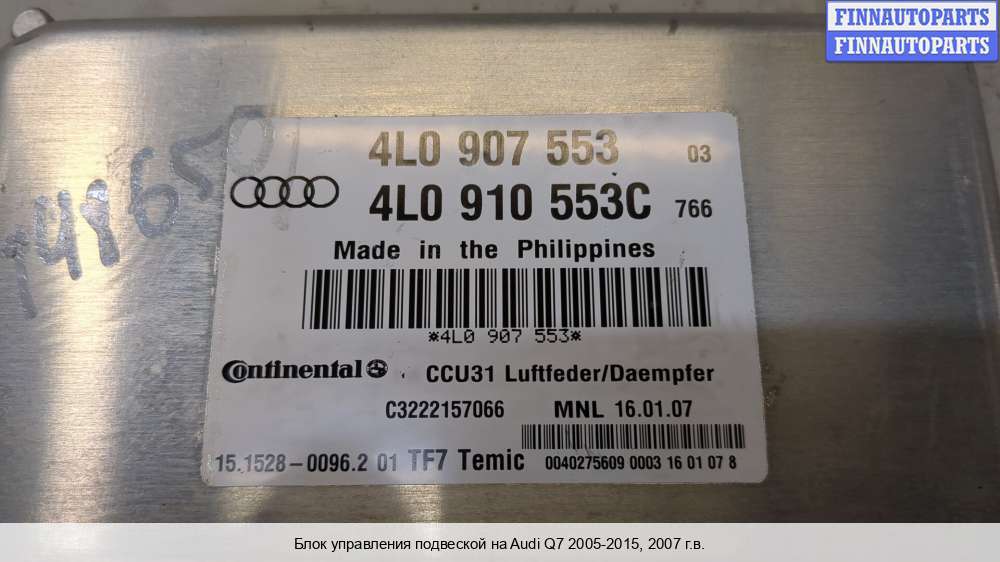 FINNAUTOPARTS
FINNAUTOPARTS
4L0 907 553 03
4L0 910 553C 766
Made in the Philippines
*4L0 907 553*
Continental CCU31 Luftfeder/Daempfer
C3222157066 MNL 16.01.07
15.1528-0096.2 01 TF7 Temic 0040275609 0003 16 01 07 8
Блок управления подвеской на Audi Q7 2005-2015, 2007 г.в.